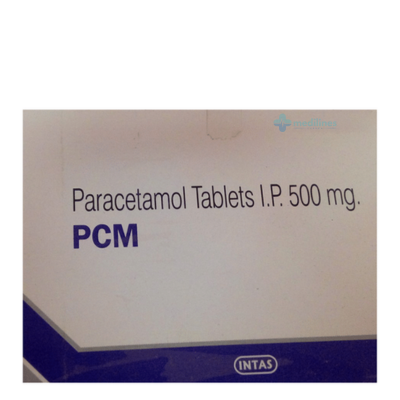 Paracetamol Tablets I.P. 500 mg.
PCM
INTAS